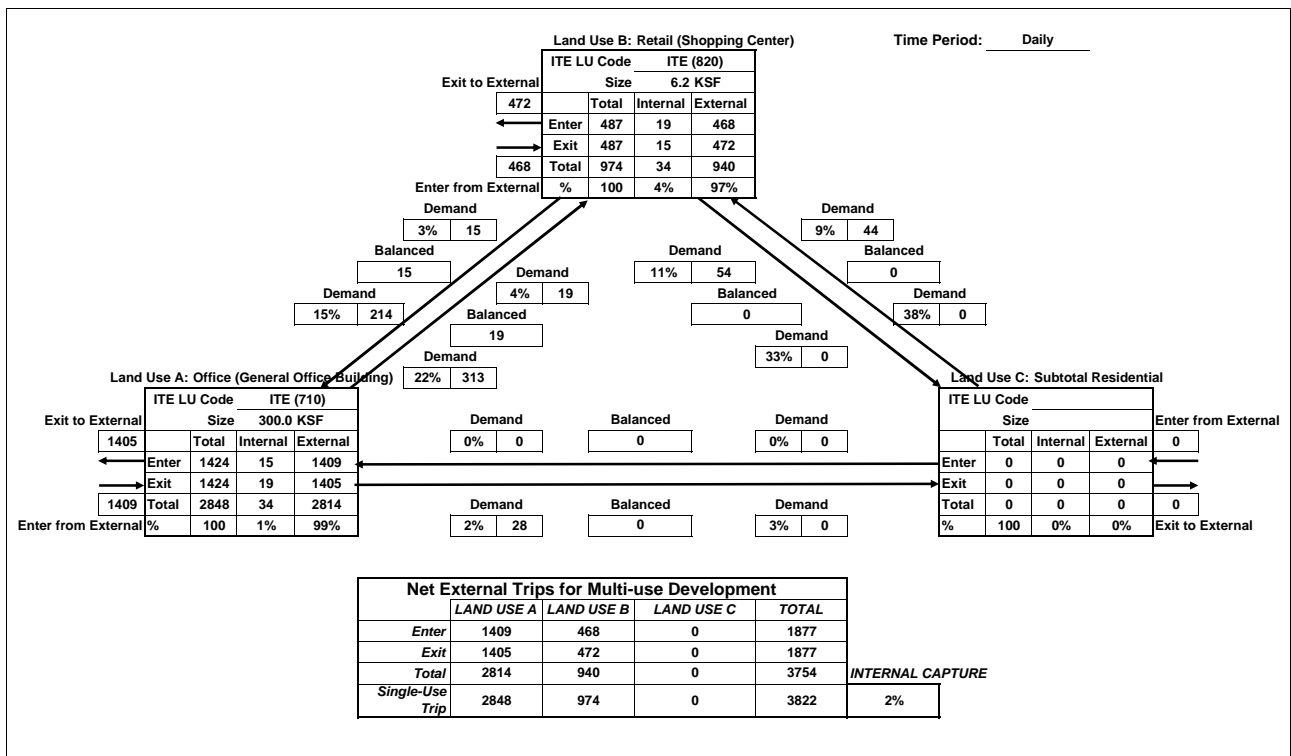 Land Use B: Retail (Shopping Center)
Time Period: Daily
ITE LU Code ITE (820)
Exit to External
Size 6.2 KSF
472
Total Internal External
Enter 487 19 468
Exit 487 15 472
468
Total 974 34 940
Enter from External
% 100 4% 97%
Demand
3% 15
Balanced
15
Demand
15% 214
Demand
4% 19
Balanced
19
Demand
22% 313
Demand
11% 54
Balanced
0
Demand
33% 0
Demand
9% 44
Balanced
0
Demand
38% 0
Land Use A: Office (General Office Building)
ITE LU Code ITE (710)
Exit to External
Size 300.0 KSF
1405
Total Internal External
Enter 1424 15 1409
Exit 1424 19 1405
1409
Total 2848 34 2814
Enter from External
% 100 1% 99%
Demand Balanced Demand
0% 0 0 0% 0
Demand Balanced Demand
2% 28 0 3% 0
Land Use C: Subtotal Residential
ITE LU Code
Size
Enter from External
Total Internal External
0
Enter 0 0 0
Exit 0 0 0
Total 0 0 0
0
% 100 0% 0%
Exit to External
Net External Trips for Multi-use Development
LAND USE A LAND USE B LAND USE C TOTAL
Enter 1409 468 0 1877
Exit 1405 472 0 1877
Total 2814 940 0 3754
INTERNAL CAPTURE
Single-Use Trip 2848 974 0 3822 2%